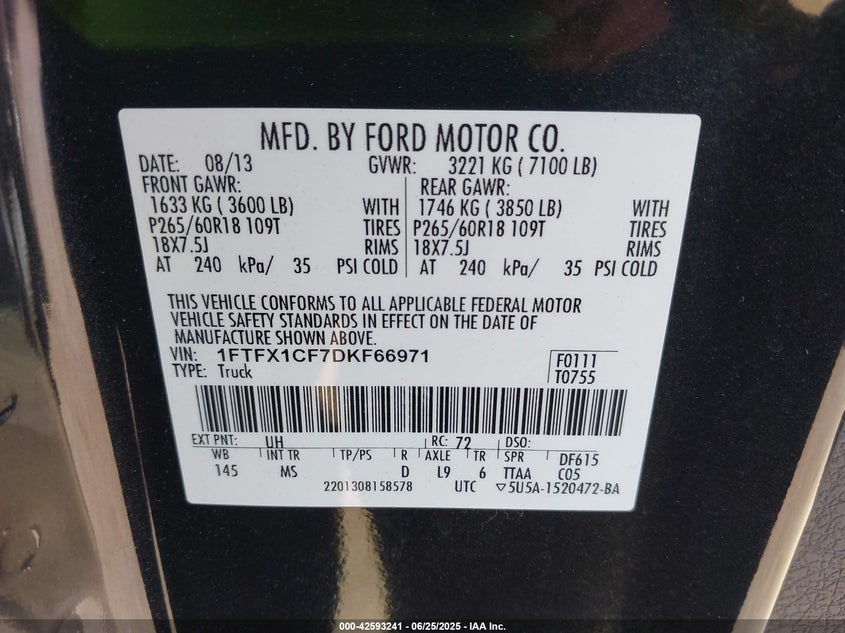 MFD. BY FORD MOTOR CO.
DATE: 08/13 GVWR: 3221 KG ( 7100 LB)
FRONT GAWR: REAR GAWR:
1633 KG ( 3600 LB) WITH 1746 KG ( 3850 LB) WITH
P265/60R18 109T TIRES P265/60R18 109T TIRES
18X7.5J RIMS 18X7.5J RIMS
AT 240 kPa/ 35 PSI COLD AT 240 kPa/ 35 PSI COLD
THIS VEHICLE CONFORMS TO ALL APPLICABLE FEDERAL MOTOR
VEHICLE SAFETY STANDARDS IN EFFECT ON THE DATE OF
MANUFACTURE SHOWN ABOVE.
VIN: 1FTFX1CF7DKF66971 F0111
TYPE: Truck T0755
EXT PNT: UH RC: 72 DSO:
WB INT TR TP/PS R AXLE TR SPR DF615
145 MS D L9 6 TTAA C05
2201308158578 UTC ▽5U5A-1520472-BA
000-42593241 - 06/25/2025 - IAA Inc.